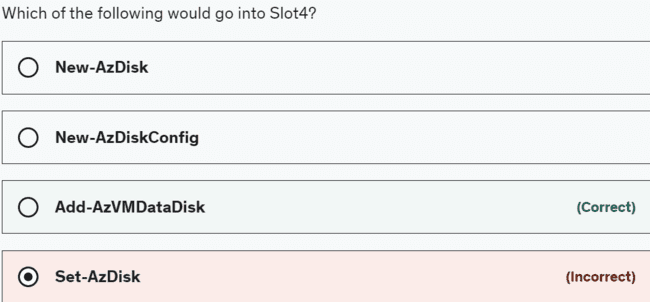 Which of the following would go into Slot4?
New-AzDisk
New-AzDiskConfig
Add-AzVMDataDisk (Correct)
Set-AzDisk (Incorrect)